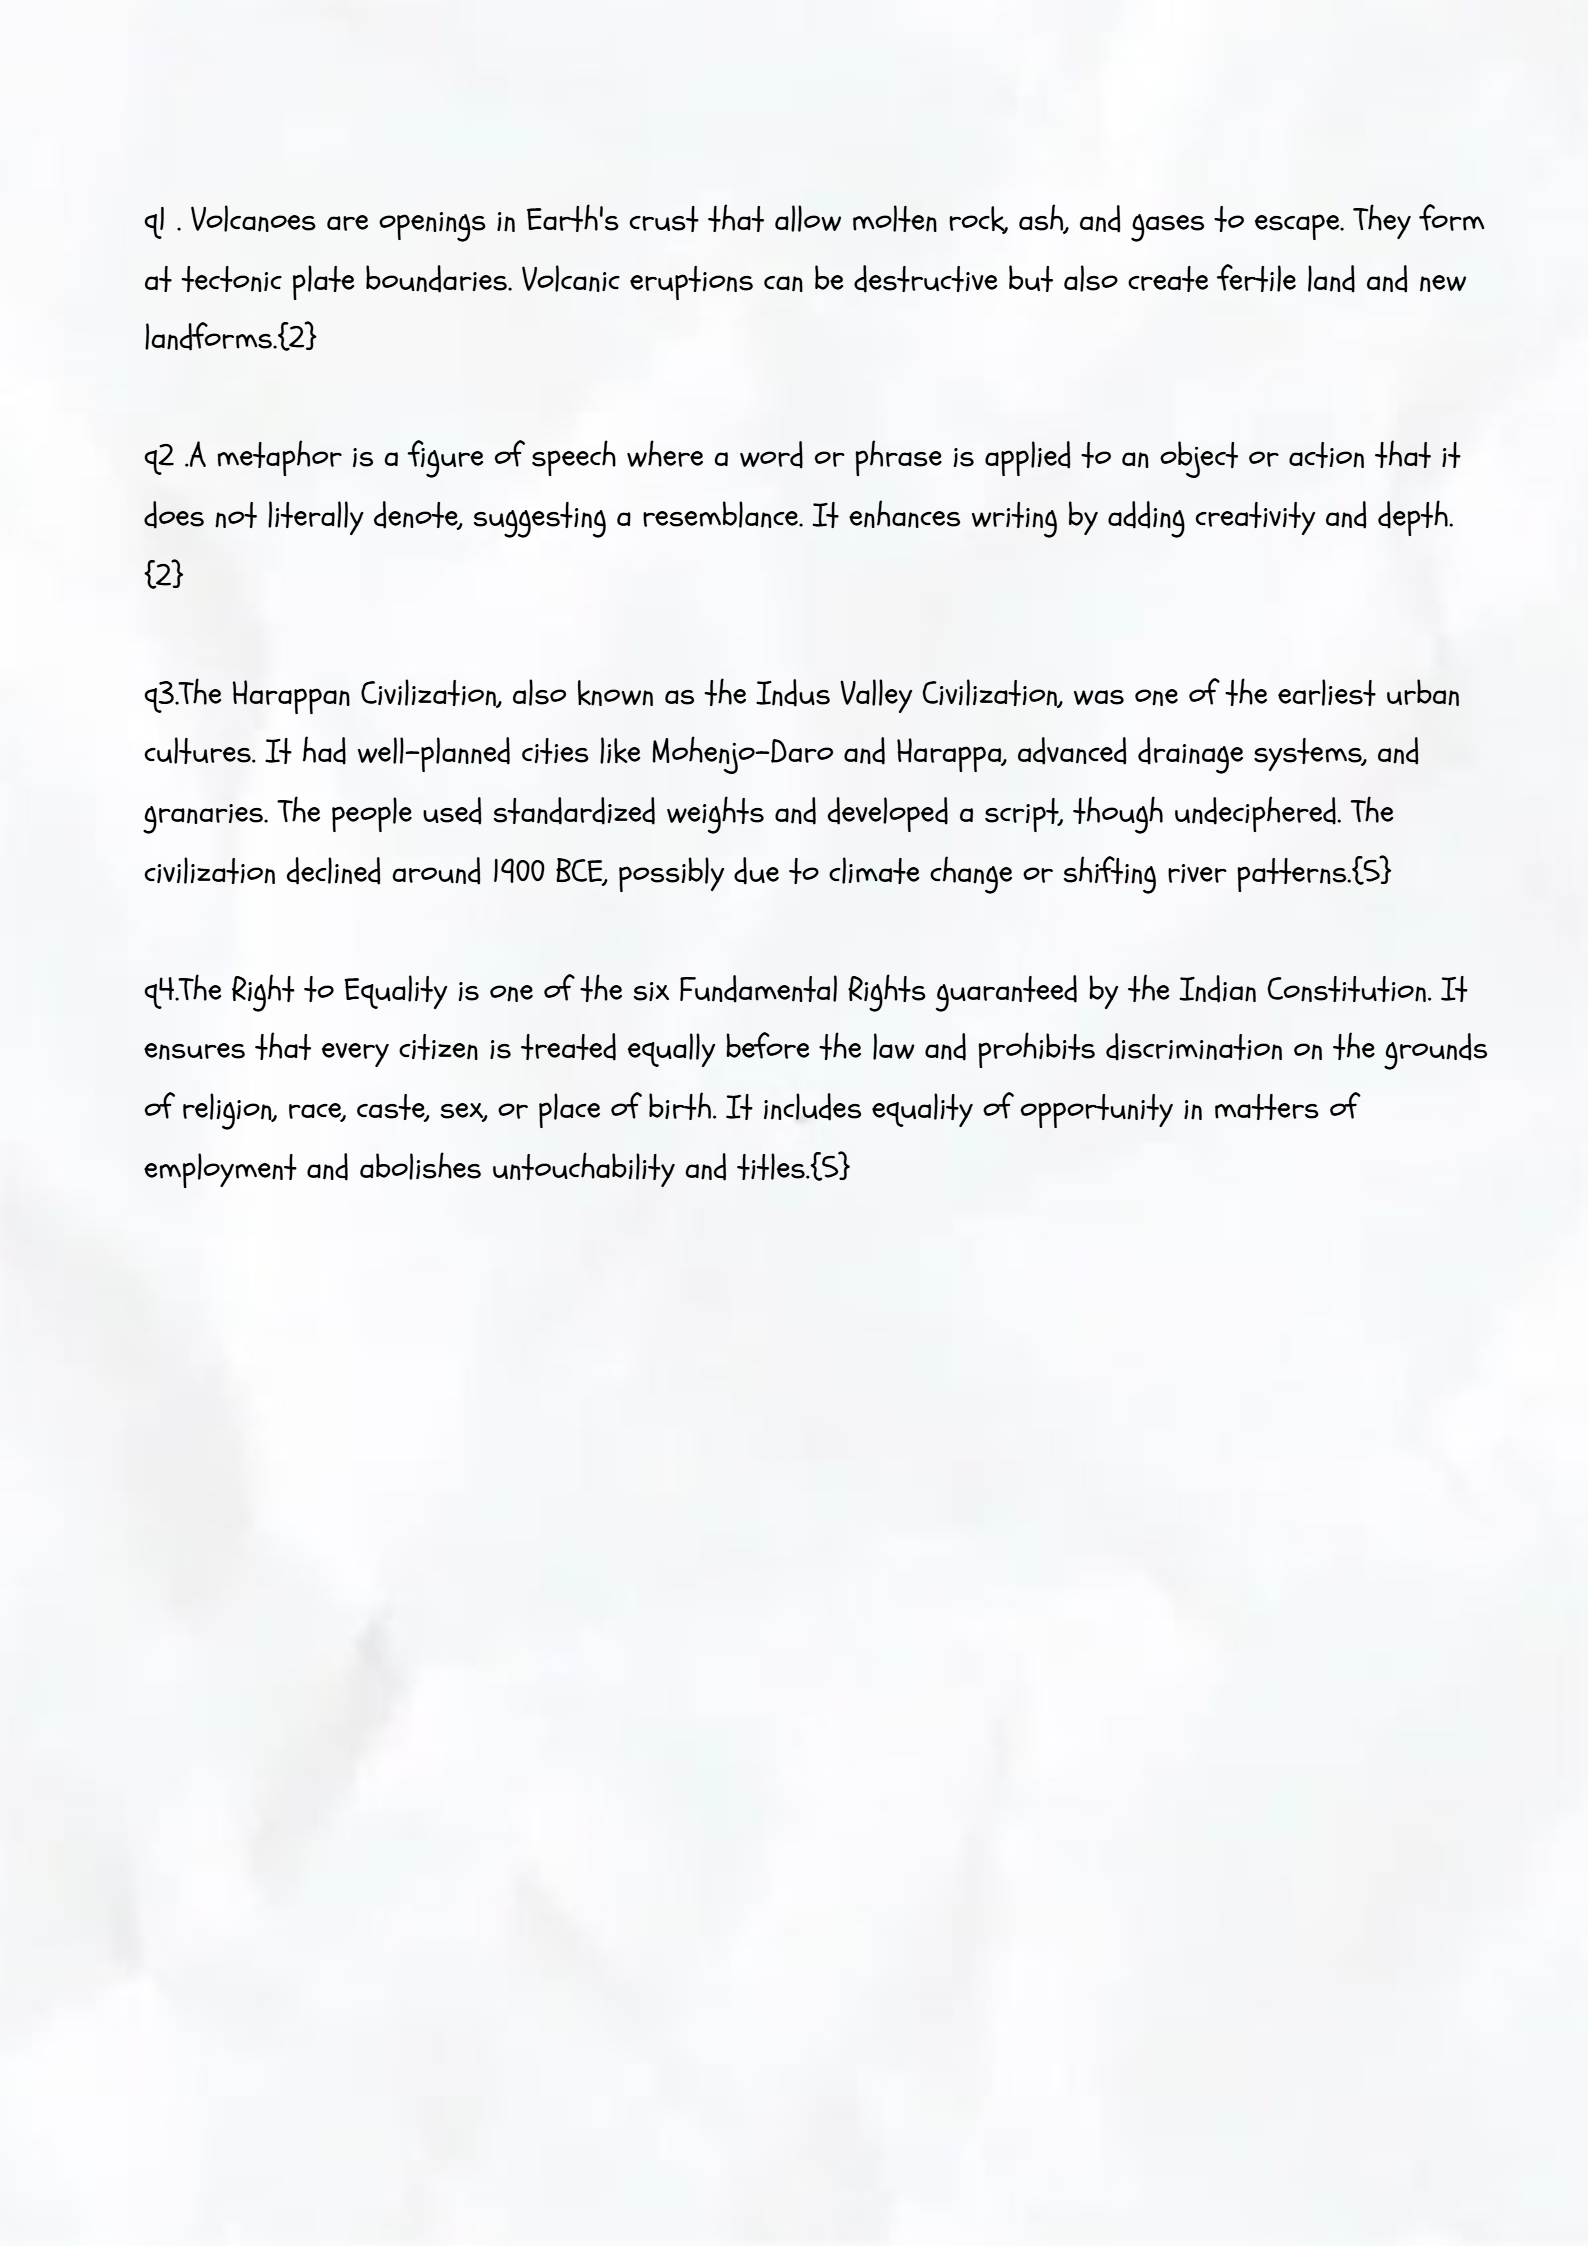 q1 . Volcanoes are openings in Earth's crust that allow molten rock, ash, and gases to escape. They form
at tectonic plate boundaries. Volcanic eruptions can be destructive but also create fertile land and new
landforms.{2}
q2 .A metaphor is a figure of speech where a word or phrase is applied to an object or action that it
does not literally denote, suggesting a resemblance. It enhances writing by adding creativity and depth.
{2}
q3.The Harappan Civilization, also known as the Indus Valley Civilization, was one of the earliest urban
cultures. It had well-planned cities like Mohenjo-Daro and Harappa, advanced drainage systems, and
granaries. The people used standardized weights and developed a script, though undeciphered. The
civilization declined around 1900 BCE, possibly due to climate change or shifting river patterns.{5}
q4.The Right to Equality is one of the six Fundamental Rights guaranteed by the Indian Constitution. It
ensures that every citizen is treated equally before the law and prohibits discrimination on the grounds
of religion, race, caste, sex, or place of birth. It includes equality of opportunity in matters of
employment and abolishes untouchability and titles.{5}